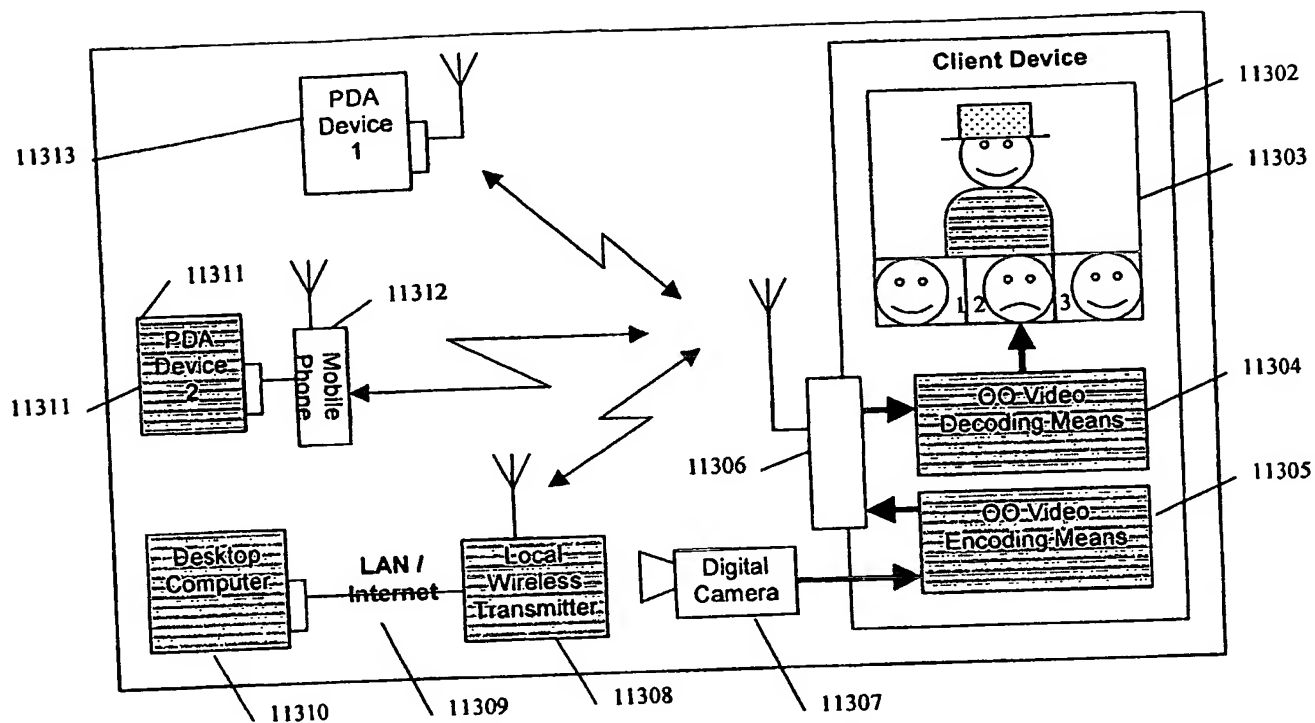 Client Device
11302
PDA
Device
1
11313
11303
11311
11312
1 2 3
PDA
Device
2
Mobile
Phone
11311
11304
OO Video
Decoding Means
11306
11305
OO Video
Encoding Means
Desktop
Computer
LAN /
Internet
Local
Wireless
Transmitter
Digital
Camera
11310
11309
11308
11307